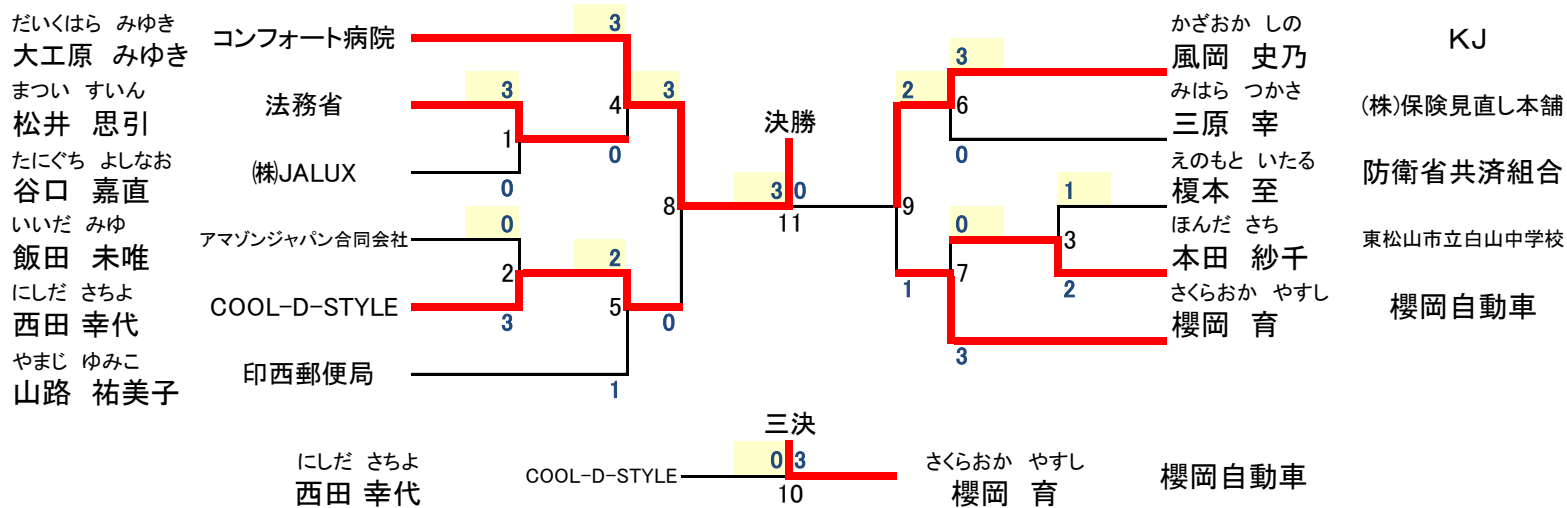 だいくはら みゆき
大工原 みゆき
コンフォート病院
3
まつい すいん
松井 思引
法務省
3
1
4
3
0
たにぐち よしなお
谷口 嘉直
㈱JALUX
0
いいだ みゆ
飯田 未唯
アマゾンジャパン合同会社
0
2
2
8
にしだ さちよ
西田 幸代
COOL-D-STYLE
3
5
0
やまじ ゆみこ
山路 祐美子
印西郵便局
1
決勝
3 0
11
かざおか しの
風岡 史乃
KJ
3
2
6
みはら つかさ
三原 宰
(株)保険見直し本舗
0
9
えのもと いたる
榎本 至
防衛省共済組合
1
0
3
7
ほんだ さち
本田 紗千
東松山市立白山中学校
2
1
さくらおか やすし
櫻岡 育
櫻岡自動車
3
三決
にしだ さちよ
西田 幸代
COOL-D-STYLE
0 3
10
さくらおか やすし
櫻岡 育
櫻岡自動車